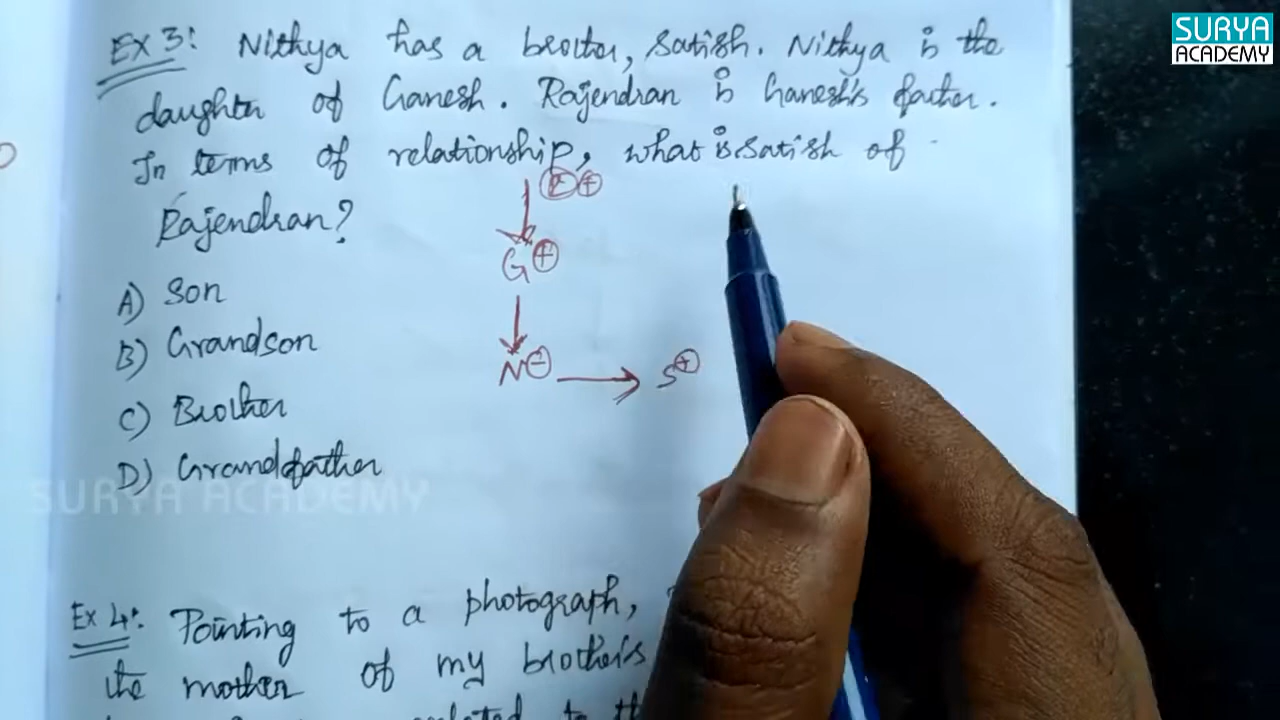 SURYA
ACADEMY
Ex 3: Nithya has a brother, Satish. Nithya is the
daughter of Ganesh. Rajendran is Ganesh's father.
In terms of relationship, what is Satish of
Rajendran?
R +
G +
N - → S +
A) Son
B) Grandson
C) Brother
D) Grandfather
SURYA ACADEMY
Ex 4: Pointing to a photograph,
the mother of my brother's